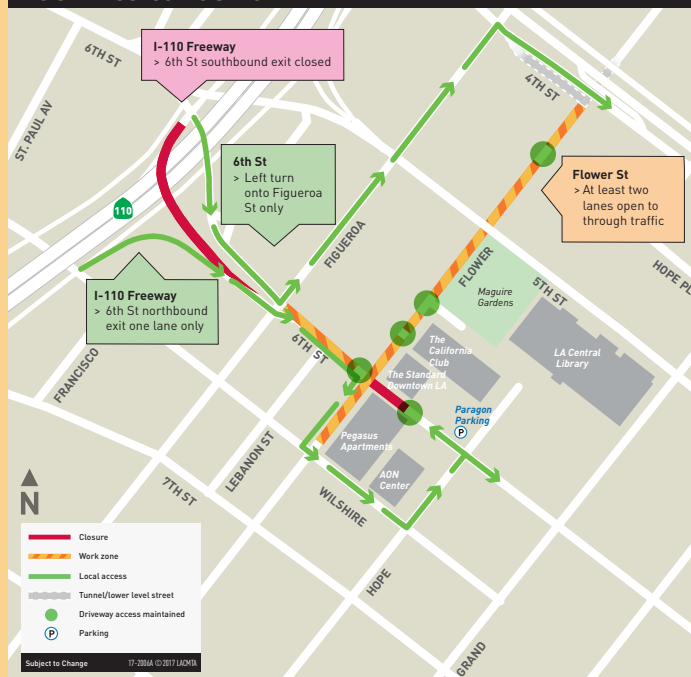 6TH ST
I-110 Freeway
> 6th St southbound exit closed
4TH ST
ST. PAUL AV
6th St
> Left turn
onto Figueroa
St only
Flower St
> At least two
lanes open to
through traffic
110
FIGUEROA
FLOWER
5TH ST
HOPE PL
I-110 Freeway
> 6th St northbound
exit one lane only
Maguire
Gardens
6TH ST
The
California
Club
LA Central
Library
FRANCISCO
The Standard
Downtown LA
Paragon
Parking
P
Pegasus
Apartments
LEBANON ST
AON
Center
7TH ST
WILSHIRE
N
HOPE
GRAND
Closure
Work zone
Local access
Tunnel/lower level street
Driveway access maintained
P Parking
Subject to Change 17-2006A © 2017 LACMTA